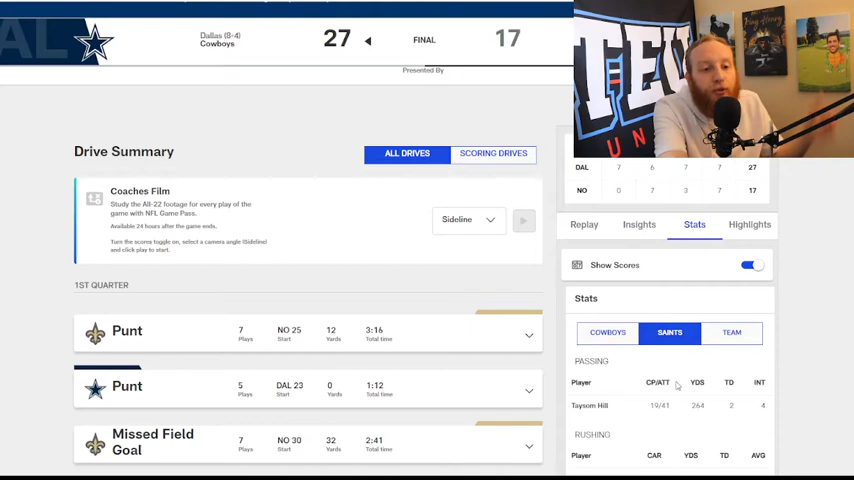 Dallas (8-4)
Cowboys
27
FINAL
17
Presented By
Drive Summary
ALL DRIVES
SCORING DRIVES
Coaches Film
Study the All-22 footage for every play of the
game with NFL Game Pass.
Available 24 hours after the game ends.
Turn the scores toggle on, select a camera angle (Sideline)
and click play to start.
Sideline
1ST QUARTER
Punt
7 NO 25 12 3:16
Plays Start Yards Total time
Punt
5 DAL 23 0 1:12
Plays Start Yards Total time
Missed Field
Goal
7 NO 30 32 2:41
Plays Start Yards Total time
DAL 7 6 7 7 27
NO 0 7 3 7 17
Replay
Insights
Stats
Highlights
Show Scores
Stats
COWBOYS
SAINTS
TEAM
PASSING
Player CP/ATT YDS TD INT
Taysom Hill 19/41 264 2 4
RUSHING
Player CAR YDS TD AVG
King Henry